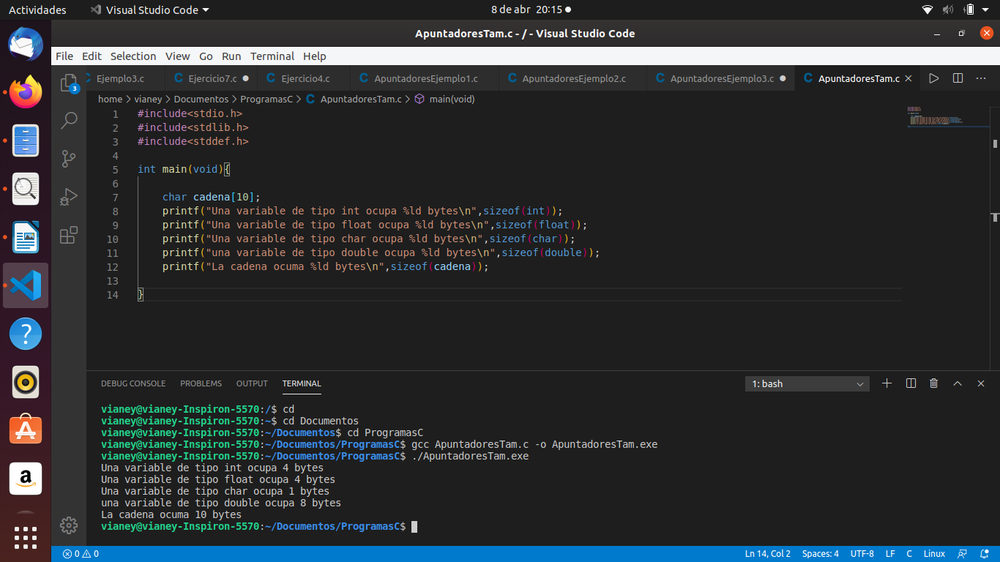 Actividades Visual Studio Code 8 de abr 20:15
ApuntadoresTam.c - / - Visual Studio Code
File Edit Selection View Go Run Terminal Help
Ejemplo3.c Ejercicio7.c Ejercicio4.c ApuntadoresEjemplo1.c ApuntadoresEjemplo2.c ApuntadoresEjemplo3.c ApuntadoresTam.c
home > vianey > Documentos > ProgramasC > C ApuntadoresTam.c > main(void)
3
1 #include<stdio.h>
2 #include<stdlib.h>
3 #include<stddef.h>
4
5 int main(void){
6
7 char cadena[10];
8 printf("Una variable de tipo int ocupa %ld bytes\n",sizeof(int));
9 printf("Una variable de tipo float ocupa %ld bytes\n",sizeof(float));
10 printf("Una variable de tipo char ocupa %ld bytes\n",sizeof(char));
11 printf("una variable de tipo double ocupa %ld bytes\n",sizeof(double));
12 printf("La cadena ocuma %ld bytes\n",sizeof(cadena));
13
14 }
DEBUG CONSOLE PROBLEMS OUTPUT TERMINAL 1: bash
vianey@vianey-Inspiron-5570:/$ cd
vianey@vianey-Inspiron-5570:~$ cd Documentos
vianey@vianey-Inspiron-5570:~/Documentos$ cd ProgramasC
vianey@vianey-Inspiron-5570:~/Documentos/ProgramasC$ gcc ApuntadoresTam.c -o ApuntadoresTam.exe
vianey@vianey-Inspiron-5570:~/Documentos/ProgramasC$ ./ApuntadoresTam.exe
Una variable de tipo int ocupa 4 bytes
Una variable de tipo float ocupa 4 bytes
Una variable de tipo char ocupa 1 bytes
una variable de tipo double ocupa 8 bytes
La cadena ocuma 10 bytes
vianey@vianey-Inspiron-5570:~/Documentos/ProgramasC$
0 0 Ln 14, Col 2 Spaces: 4 UTF-8 LF C Linux